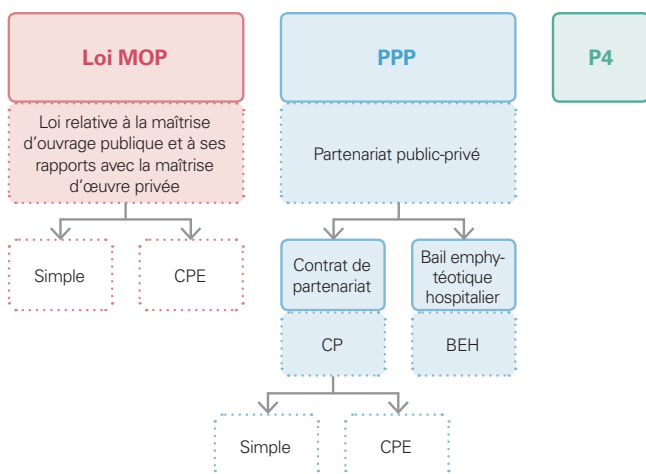 Loi MOP
Loi relative à la maîtrise
d’ouvrage publique et à ses
rapports avec la maîtrise
d’œuvre privée
Simple
CPE
PPP
Partenariat public-privé
Contrat de
partenariat
CP
Bail emphy-
téotique
hospitalier
BEH
Simple
CPE
P4